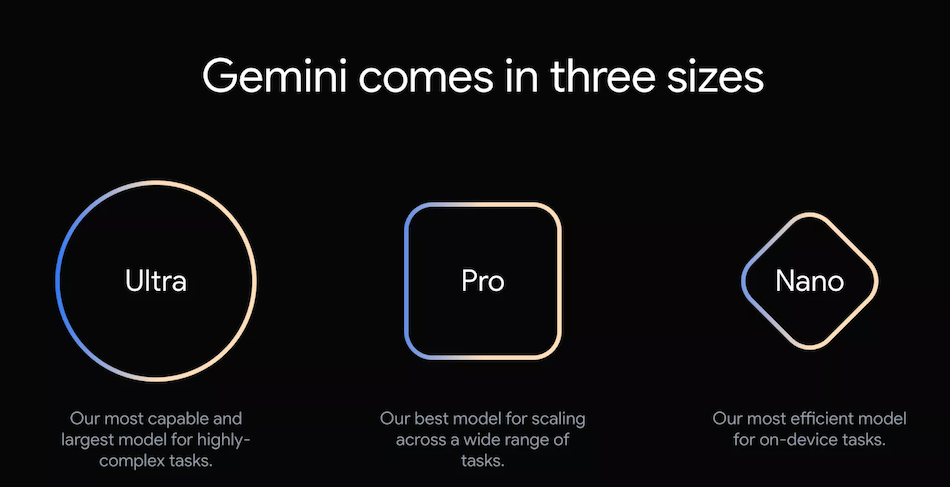 Gemini comes in three sizes
Ultra
Our most capable and
largest model for highly-
complex tasks.
Pro
Our best model for scaling
across a wide range of
tasks.
Nano
Our most efficient model
for on-device tasks.